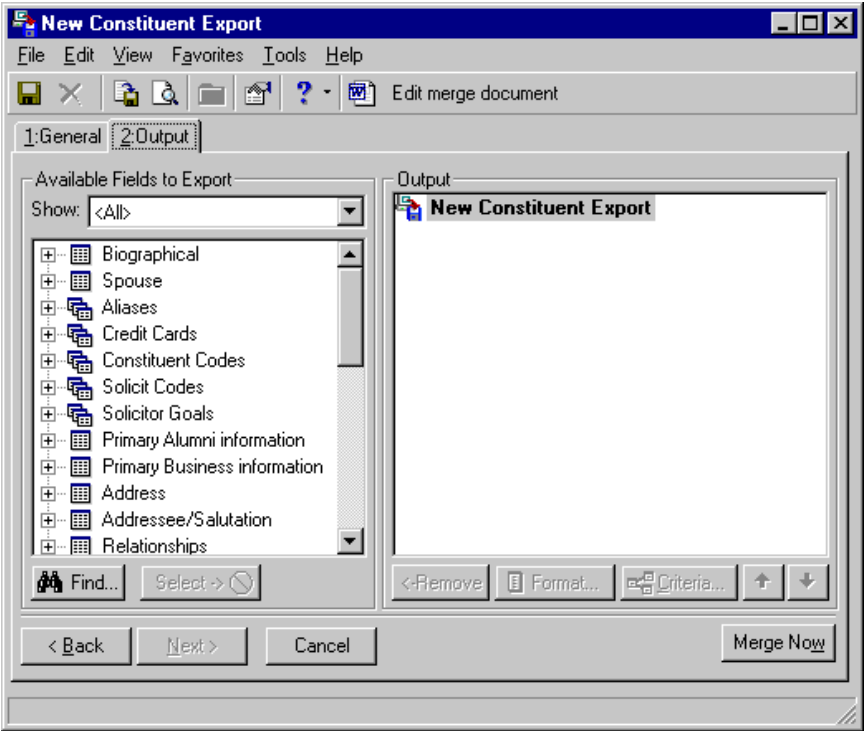 New Constituent Export
File Edit View Favorites Tools Help
? Edit merge document
1:General 2:Output
Available Fields to Export
Show: <All>
Biographical
Spouse
Aliases
Credit Cards
Constituent Codes
Solicit Codes
Solicitor Goals
Primary Alumni information
Primary Business information
Address
Addressee/Salutation
Relationships
Find... Select ->
Output
New Constituent Export
<-Remove Format... Criteria...
< Back Next > Cancel Merge Now